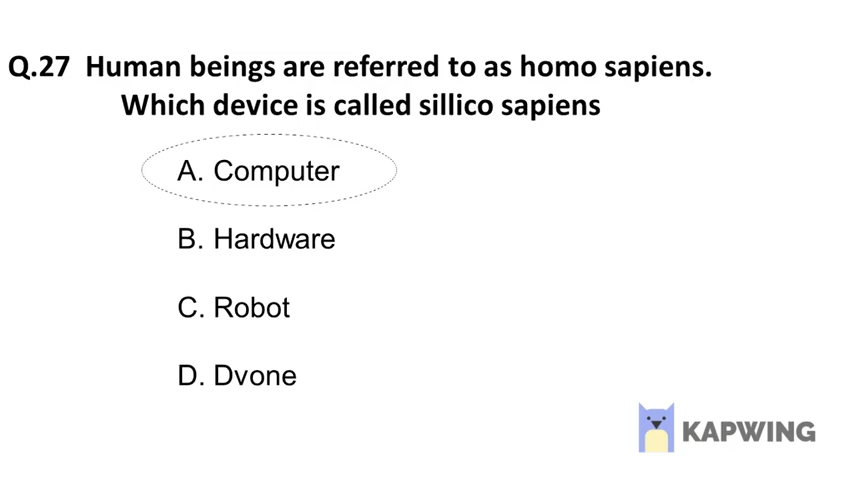 Q.27 Human beings are referred to as homo sapiens.
Which device is called sillico sapiens
A. Computer
B. Hardware
C. Robot
D. Dvone
KAPWING